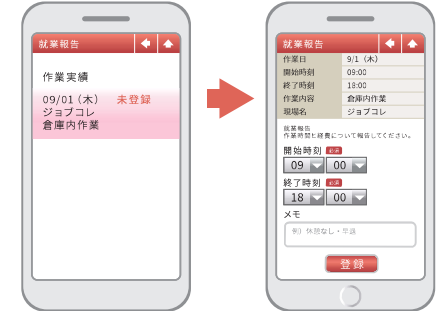 就業報告
作業実績
09/01（木） 未登録
ジョブコレ
倉庫内作業
就業報告
作業日 9/1（木）
開始時刻 09:00
終了時刻 18:00
作業内容 倉庫内作業
現場名 ジョブコレ
就業報告
作業時間と経費について報告してください。
開始時刻 必須
09 00
終了時刻 必須
18 00
メモ
例）休憩なし・早語
登録